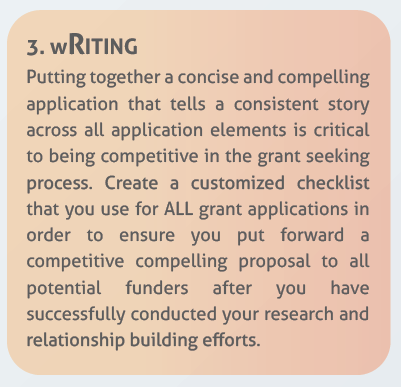 3. wRITING
Putting together a concise and compelling
application that tells a consistent story
across all application elements is critical
to being competitive in the grant seeking
process. Create a customized checklist
that you use for ALL grant applications in
order to ensure you put forward a
competitive compelling proposal to all
potential funders after you have
successfully conducted your research and
relationship building efforts.